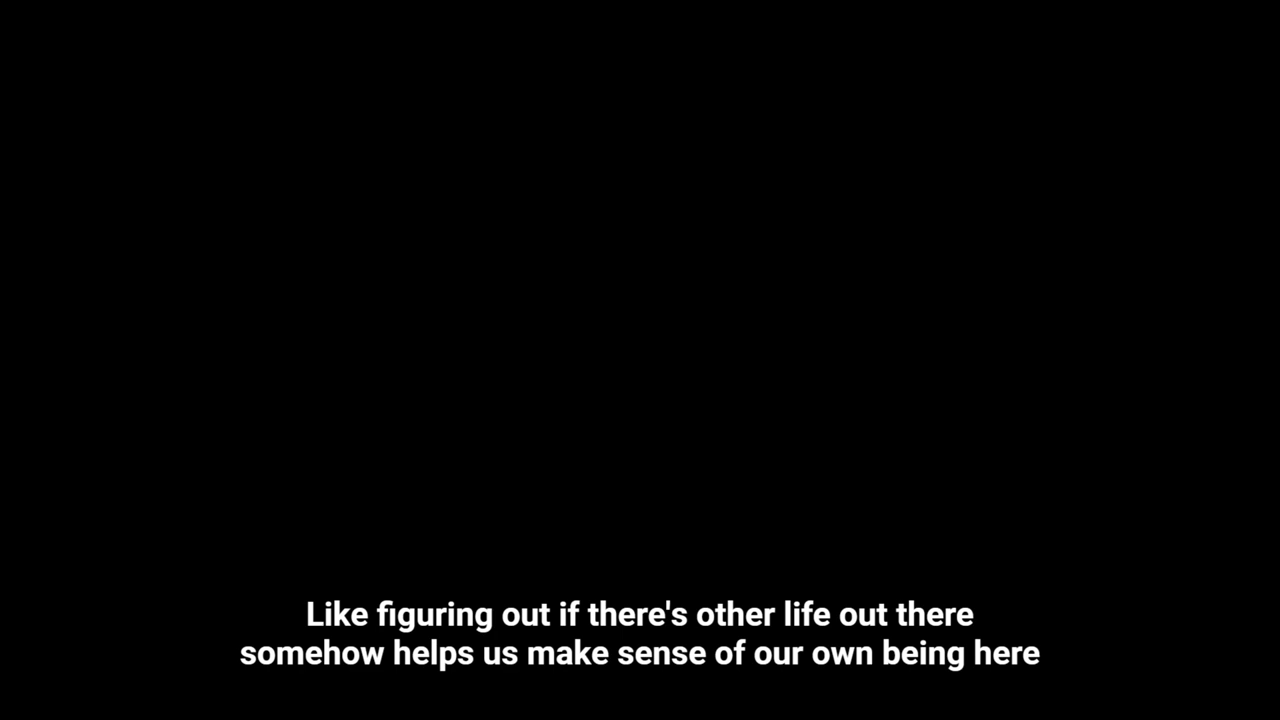 Like figuring out if there's other life out there
somehow helps us make sense of our own being here